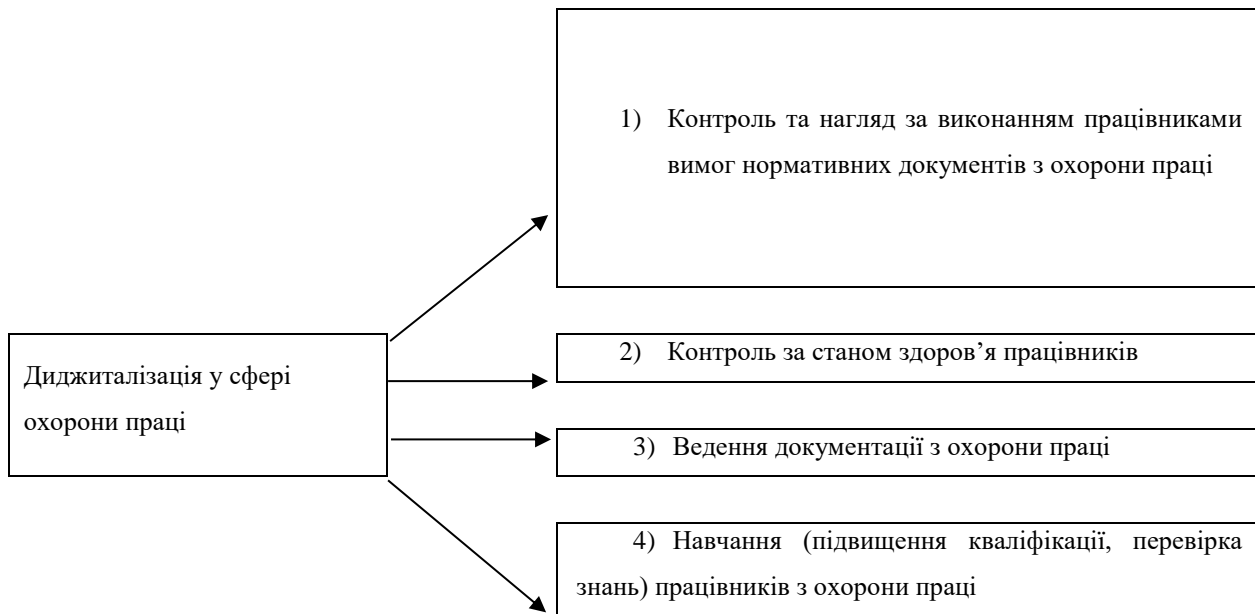 1) Контроль та нагляд за виконанням працівниками
вимог нормативних документів з охорони праці
Диджиталізація у сфері
охорони праці
2) Контроль за станом здоров’я працівників
3) Ведення документації з охорони праці
4) Навчання (підвищення кваліфікації, перевірка
знань) працівників з охорони праці